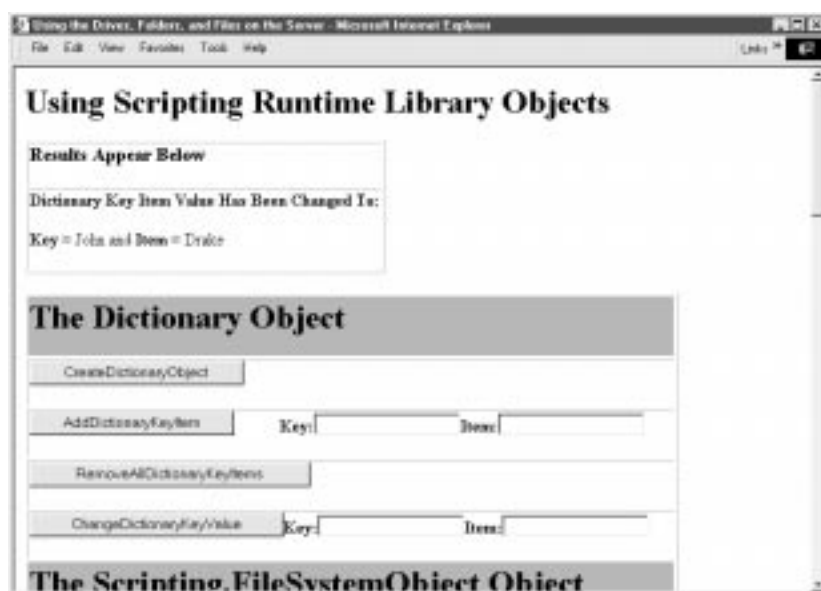 Using the Drives, Folders, and Files on the Server - Microsoft Internet Explorer
File Edit View Favorites Tools Help Links »
Using Scripting Runtime Library Objects
Results Appear Below
Dictionary Key Item Value Has Been Changed To:
Key = John and Item = Drake
The Dictionary Object
CreateDictionaryObject
AddDictionaryKeyItem Key: Item:
RemoveAllDictionaryKeyItems
ChangeDictionaryKeyValue Key: Item:
The Scripting.FileSystemObject Object